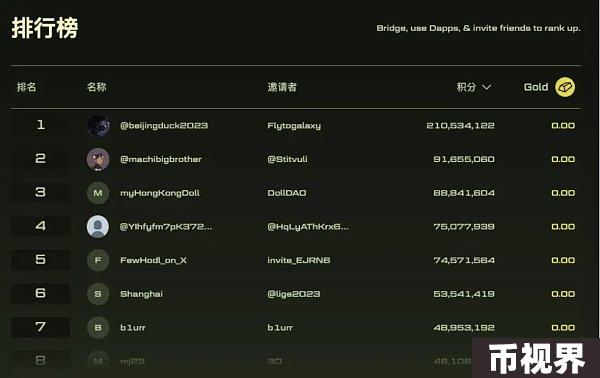 排行榜
Bridge, use Dapps, & invite friends to rank up.
排名 名称 邀请者 积分 Gold
1 @beijingduck2023 Flytogalaxy 210,534,122 0.00
2 @machibigbrother @Stitvuli 91,655,060 0.00
3 M myHongKongDoll DollDAO 88,841,604 0.00
4 @YIhfyfm7pK372... @HqLyAThKrx6... 75,077,939 0.00
5 F FewHodl_on_X invite_EJRN6 74,571,564 0.00
6 S Shanghai @lige2023 53,541,419 0.00
7 B b1urr b1urr 48,953,192 0.00
8 M mj23 30 48,108
币视界